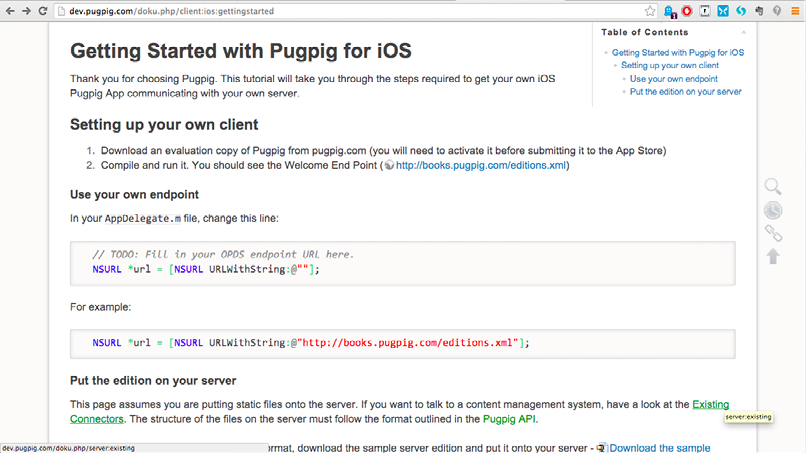 dev.pugpig.com/doku.php/client:ios:gettingstarted
Getting Started with Pugpig for iOS
Thank you for choosing Pugpig. This tutorial will take you through the steps required to get your own iOS
Pugpig App communicating with your own server.
Table of Contents
Getting Started with Pugpig for iOS
Setting up your own client
Use your own endpoint
Put the edition on your server
Setting up your own client
1. Download an evaluation copy of Pugpig from pugpig.com (you will need to activate it before submitting it to the App Store)
2. Compile and run it. You should see the Welcome End Point (http://books.pugpig.com/editions.xml)
Use your own endpoint
In your AppDelegate.m file, change this line:
// TODO: Fill in your OPDS endpoint URL here.
NSURL *url = [NSURL URLWithString:@""];
For example:
NSURL *url = [NSURL URLWithString:@"http://books.pugpig.com/editions.xml"];
Put the edition on your server
This page assumes you are putting static files onto the server. If you want to talk to a content management system, have a look at the Existing
Connectors. The structure of the files on the server must follow the format outlined in the Pugpig API.
server:existing
dev.pugpig.com/doku.php/server:existing
ormat, download the sample server edition and put it onto your server - Download the sample